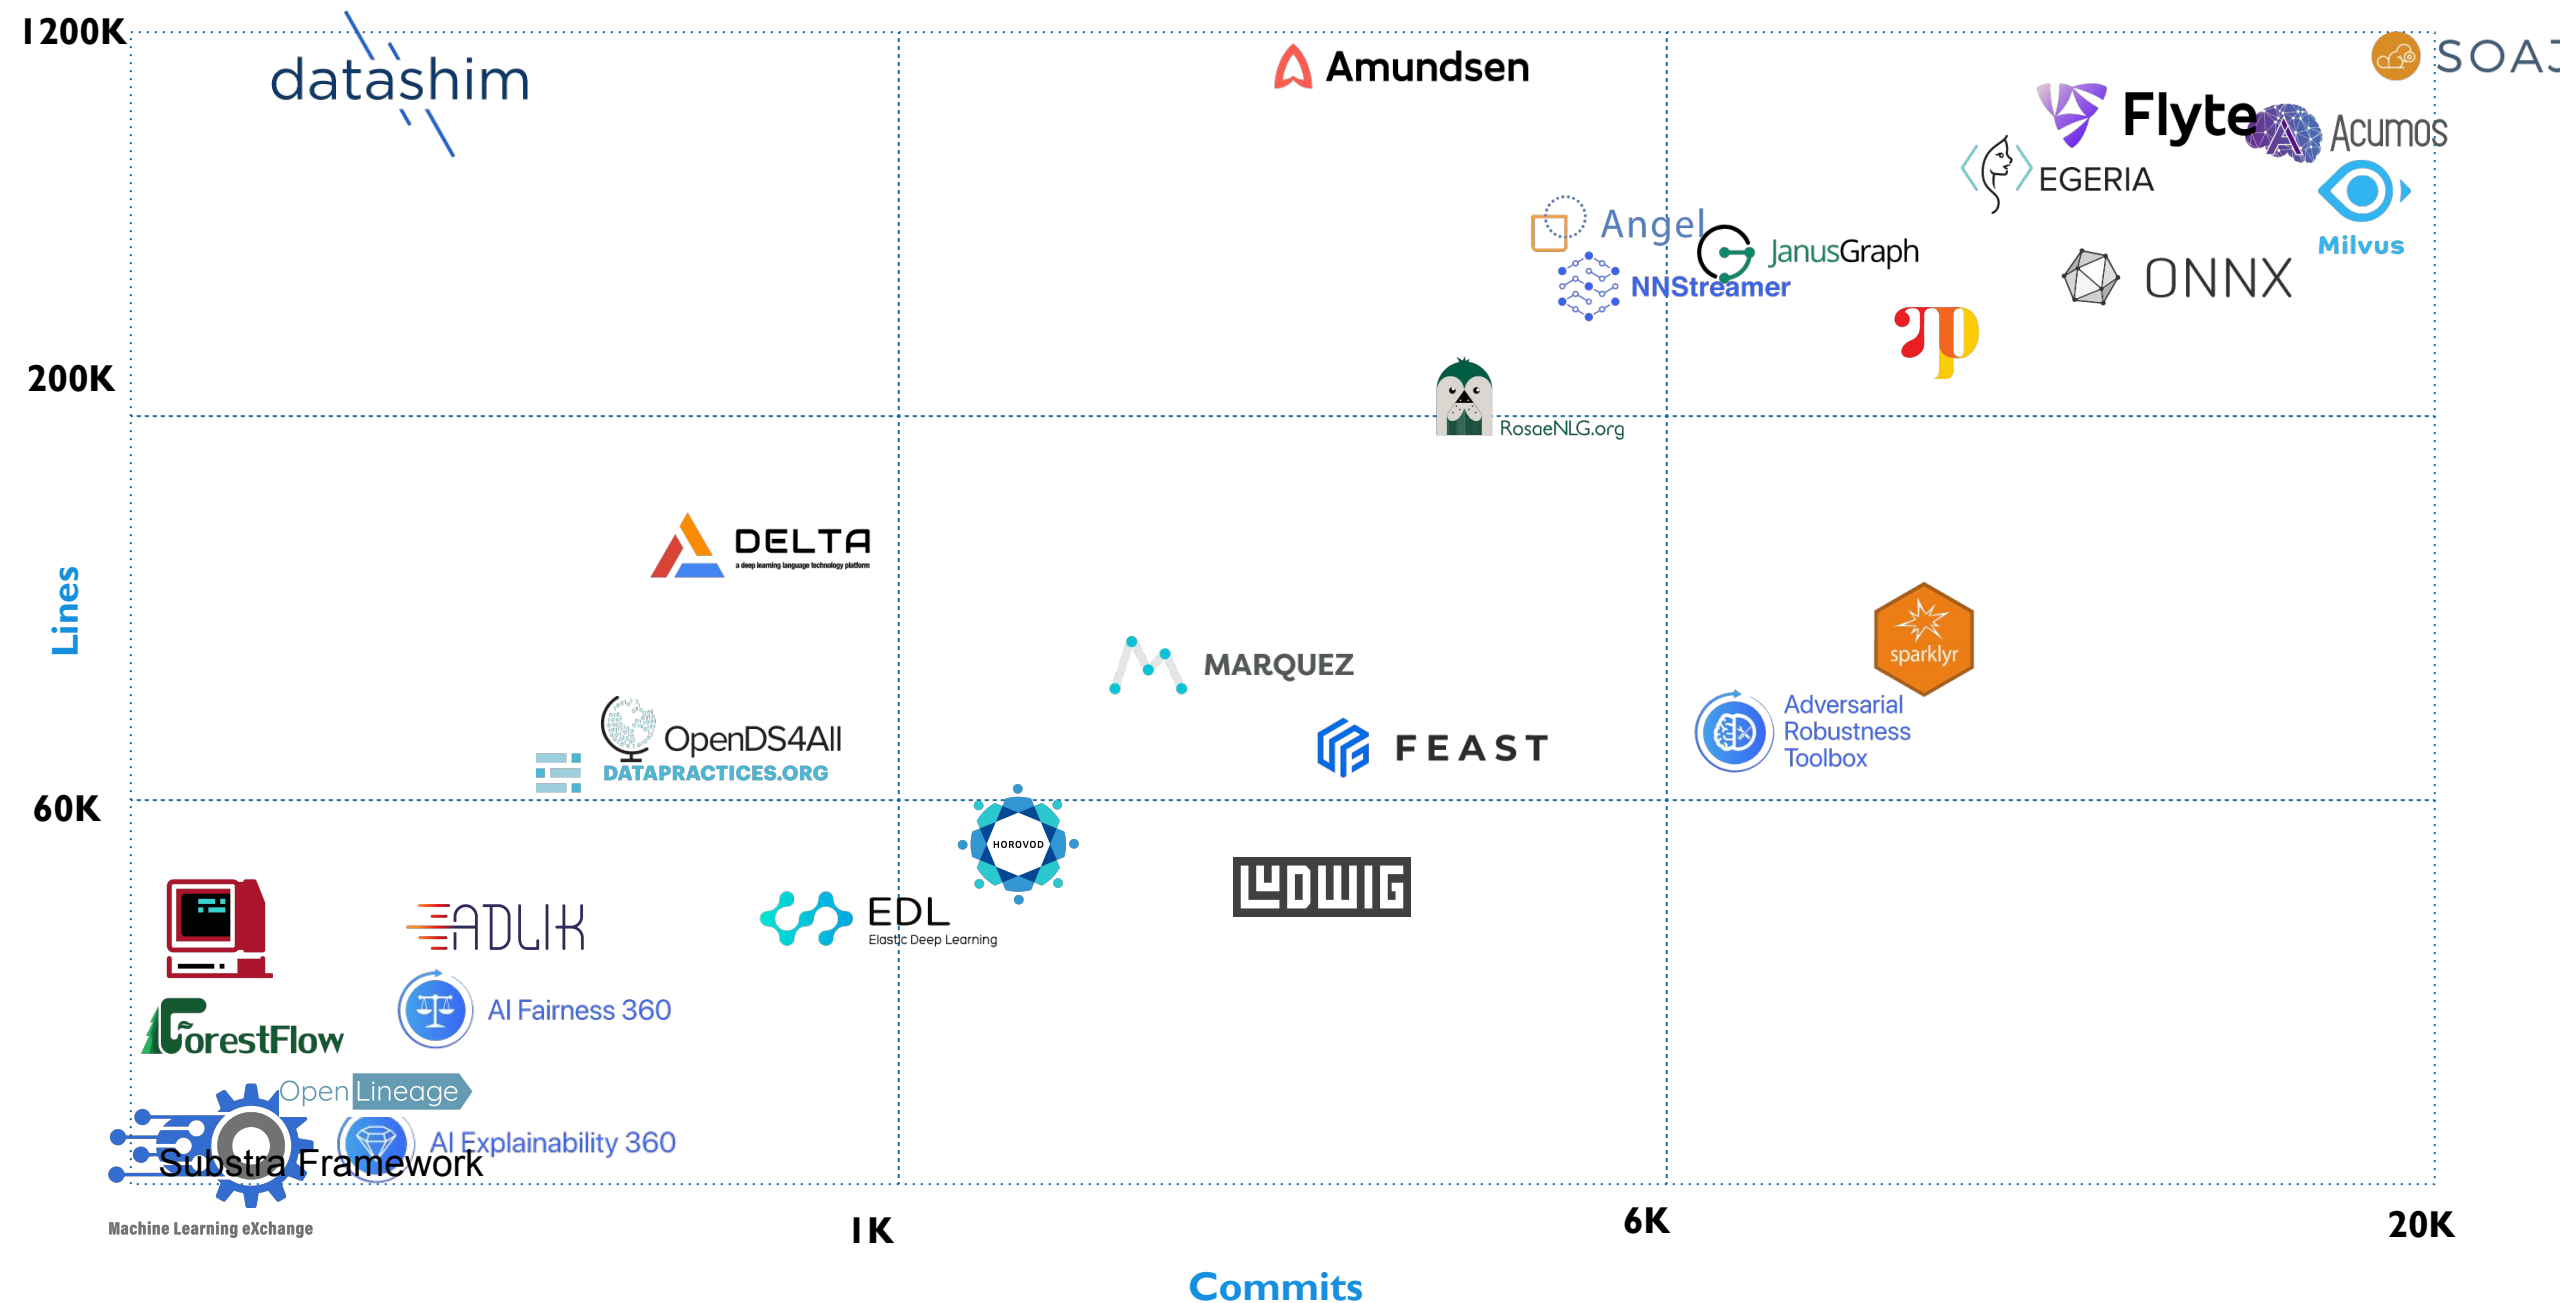 1200K
datashim
Amundsen
SOAJ
Flyte
Acumos
EGERIA
Milvus
Angel
JanusGraph
NNStreamer
ONNX
200K
RosaeNLG.org
DELTA
a deep learning language technology platform
Lines
sparklyr
MARQUEZ
Adversarial
Robustness
Toolbox
OpenDS4All
DATAPRACTICES.ORG
FEAST
60K
HOROVOD
LUDWIG
ADLIK
EDL
Elastic Deep Learning
AI Fairness 360
ForestFlow
Open Lineage
AI Explainability 360
Substra Framework
Machine Learning eXchange
1K
6K
20K
Commits